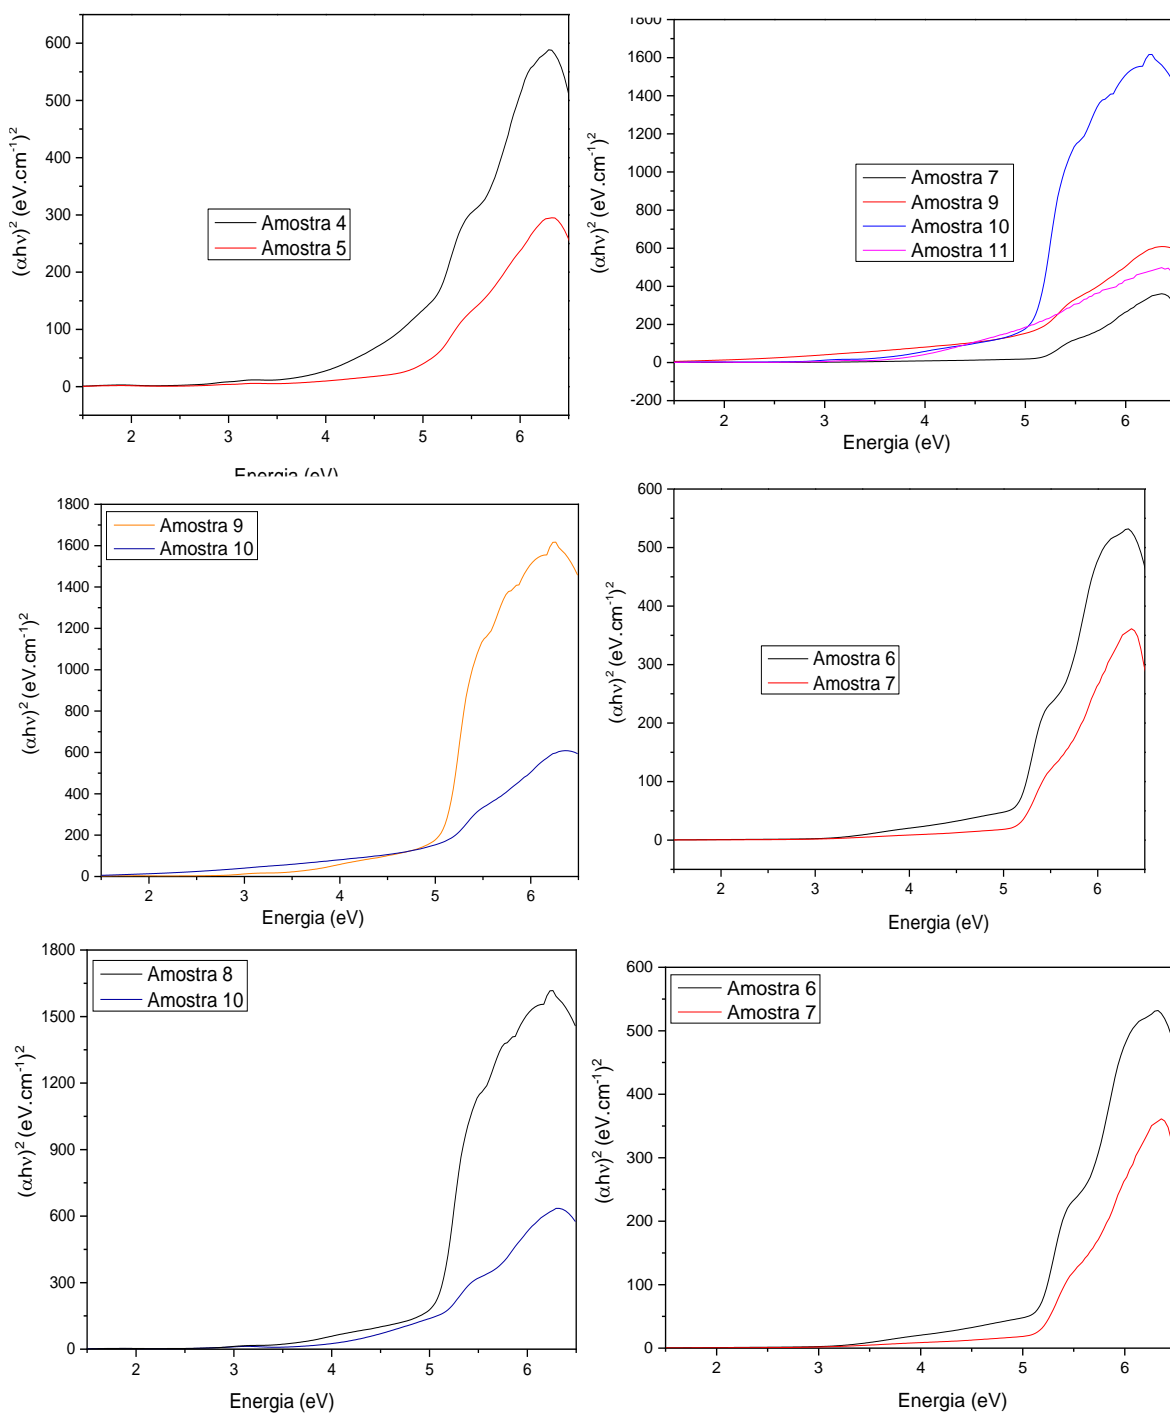 600
500
400
300
200
100
0
(αhν)² (eV.cm⁻¹)²
Amostra 4
Amostra 5
2 3 4 5 6
Energia (eV)
1800
1600
1400
1200
1000
800
600
400
200
0
-200
(αhν)² (eV.cm⁻¹)²
Amostra 7
Amostra 9
Amostra 10
Amostra 11
2 3 4 5 6
Energia (eV)
1800
1600
1400
1200
1000
800
600
400
200
0
(αhν)² (eV.cm⁻¹)²
Amostra 9
Amostra 10
2 3 4 5 6
Energia (eV)
600
500
400
300
200
100
0
(αhν)² (eV.cm⁻¹)²
Amostra 6
Amostra 7
2 3 4 5 6
Energia (eV)
1800
1500
1200
900
600
300
0
(αhν)² (eV.cm⁻¹)²
Amostra 8
Amostra 10
2 3 4 5 6
Energia (eV)
600
500
400
300
200
100
0
(αhν)² (eV.cm⁻¹)²
Amostra 6
Amostra 7
2 3 4 5 6
Energia (eV)